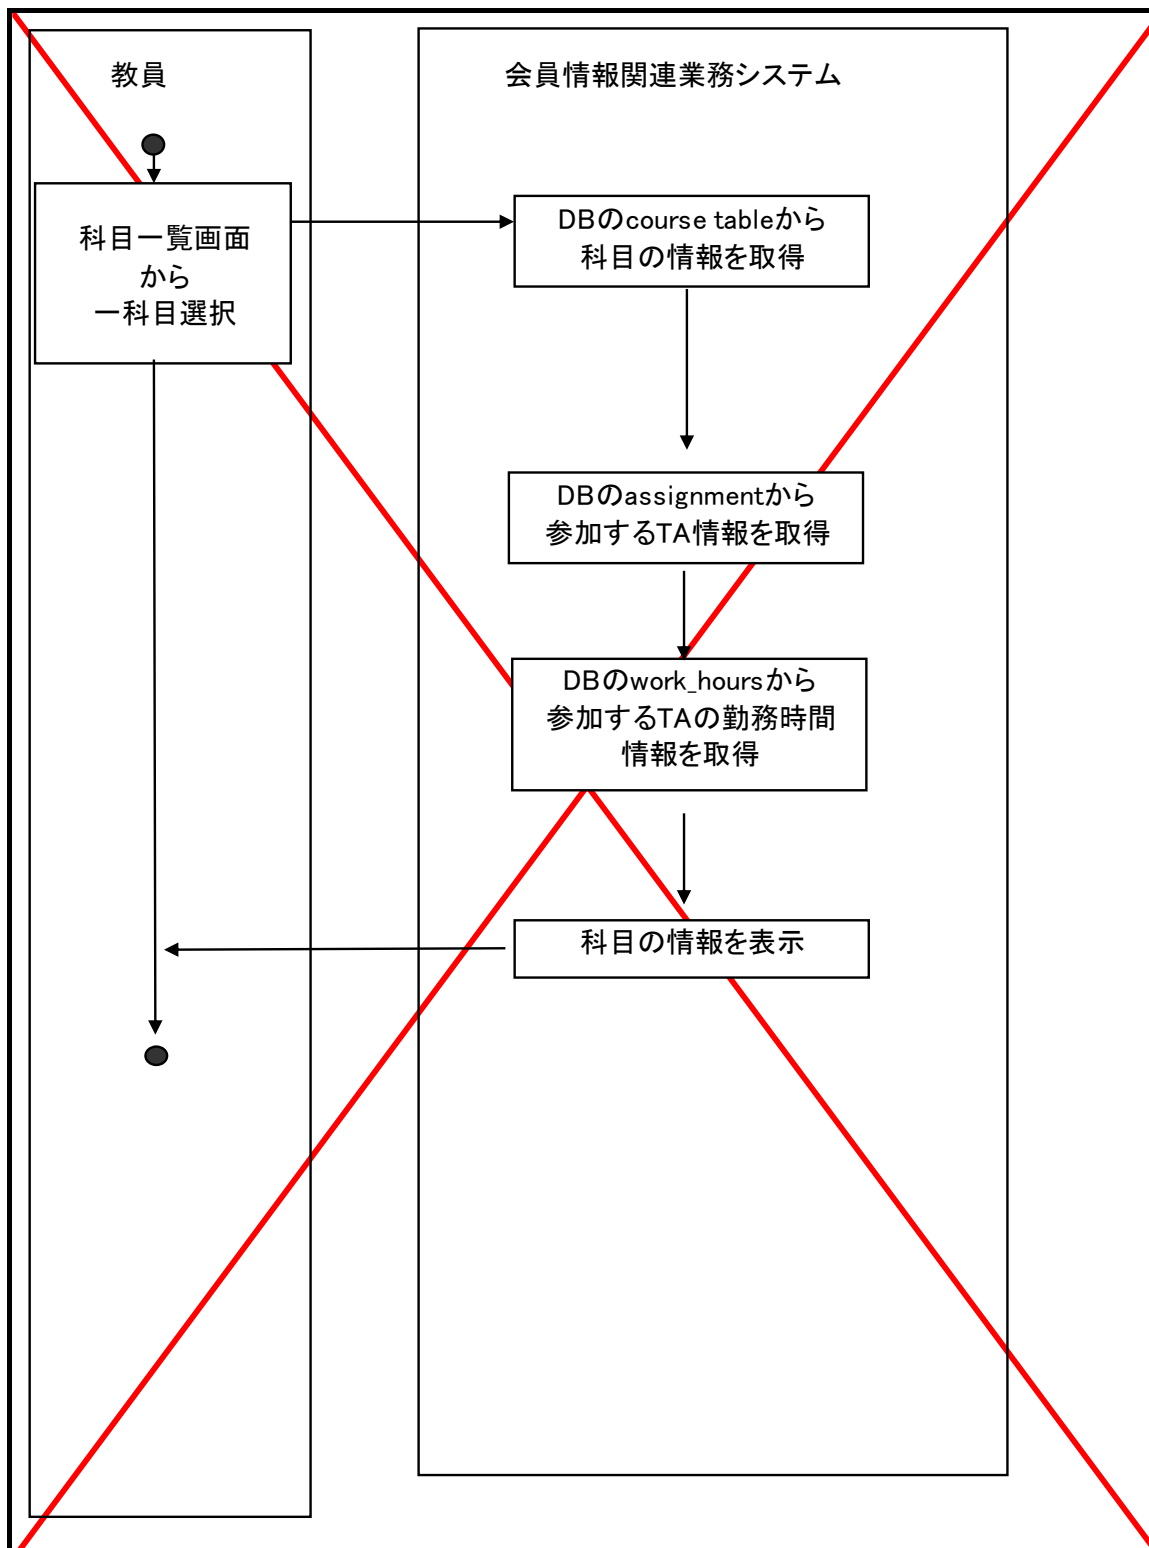 教員
会員情報関連業務システム
科目一覧画面
から
一科目選択
DBのcourse tableから
科目の情報を取得
DBのassignmentから
参加するTA情報を取得
DBのwork_hoursから
参加するTAの勤務時間
情報を取得
科目の情報を表示